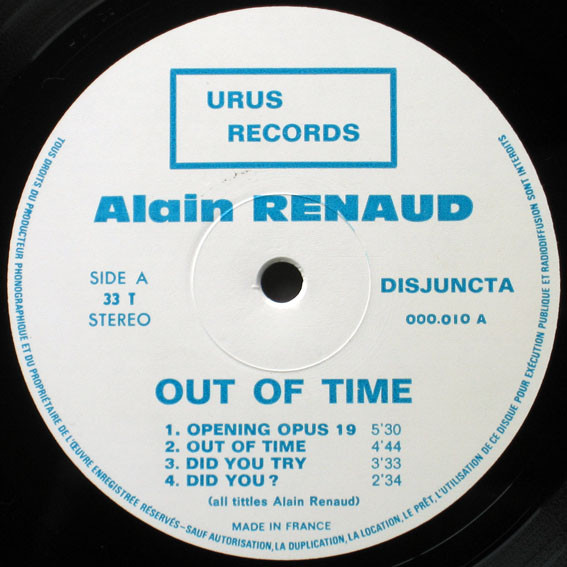 URUS
RECORDS
Alain RENAUD
SIDE A
33 T
STEREO
DISJUNCTA
000.010 A
OUT OF TIME
1. OPENING OPUS 19 5'30
2. OUT OF TIME 4'44
3. DID YOU TRY 3'33
4. DID YOU ? 2'34
(all tittles Alain Renaud)
MADE IN FRANCE
TOUS DROITS DU PRODUCTEUR PHONOGRAPHIQUE ET DU PROPRIÉTAIRE DE L'ŒUVRE ENREGISTRÉE RÉSERVÉS-SAUF AUTORISATION, LA DUPLICATION, LA LOCATION, LE PRÊT, L'UTILISATION DE CE DISQUE POUR EXÉCUTION PUBLIQUE ET RADIODIFFUSION SONT INTERDITS